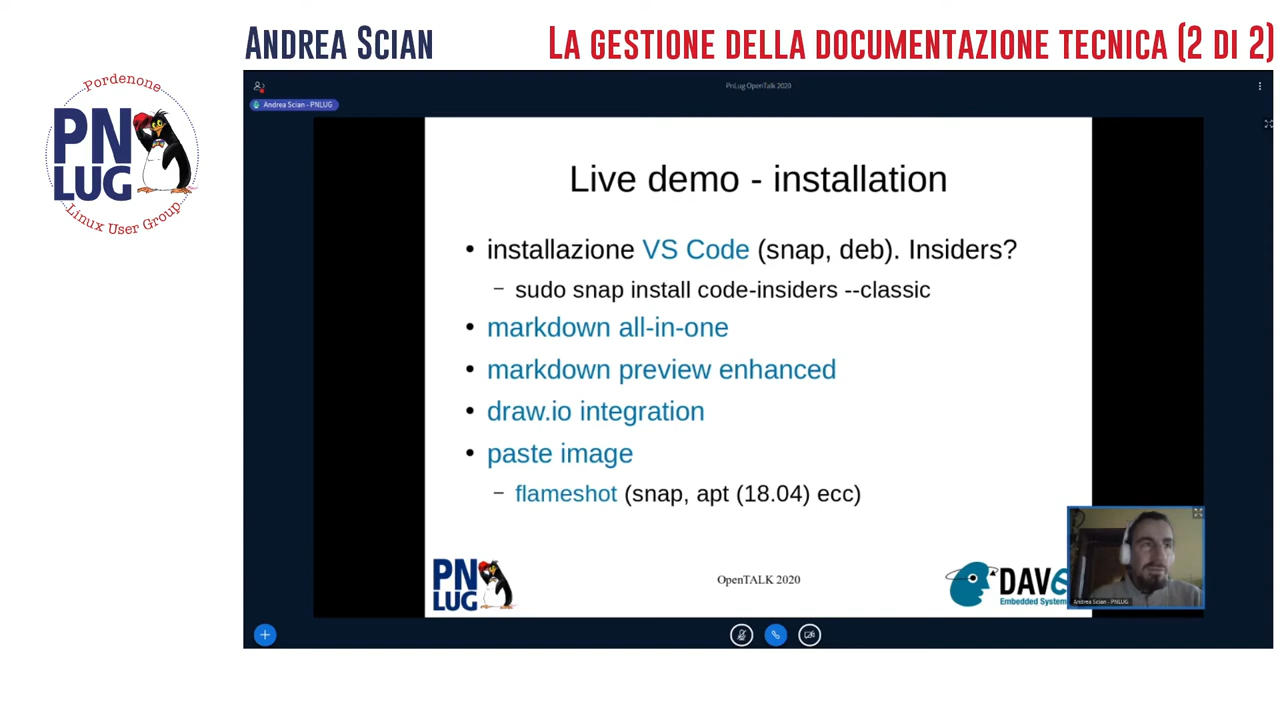 ANDREA SCIAN
LA GESTIONE DELLA DOCUMENTAZIONE TECNICA (2 DI 2)
Pordenone
PN
LUG
Linux User Group
PnLug OpenTalk 2020
Andrea Scian - PNLUG
Live demo - installation
• installazione VS Code (snap, deb). Insiders?
– sudo snap install code-insiders --classic
• markdown all-in-one
• markdown preview enhanced
• draw.io integration
• paste image
– flameshot (snap, apt (18.04) ecc)
PN
LUG
OpenTALK 2020
DAVE
Embedded System
Andrea Scian - PNLUG